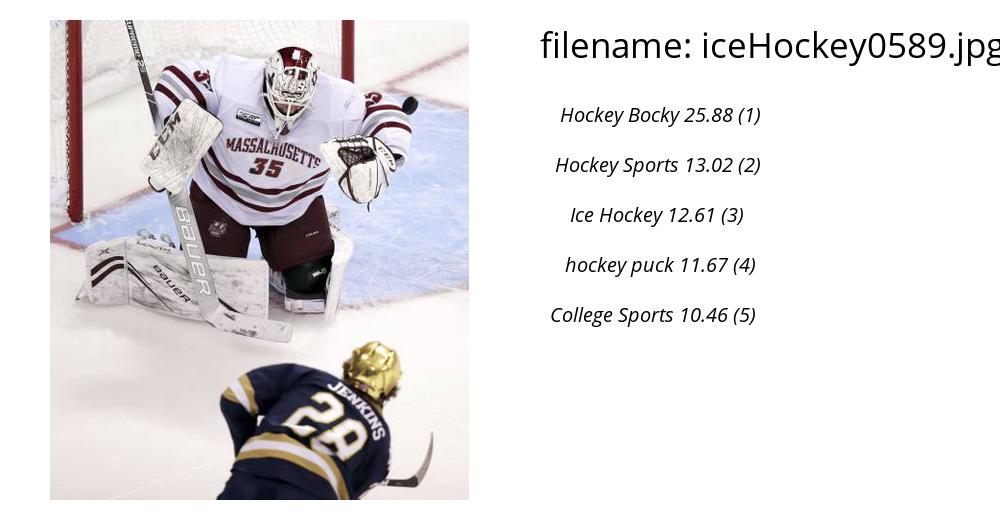 filename: iceHockey0589.jpg
Hockey Bocky 25.88 (1)
Hockey Sports 13.02 (2)
Ice Hockey 12.61 (3)
hockey puck 11.67 (4)
College Sports 10.46 (5)
CCM
MASSACHUSETTS
35
BAUER
BAUER
JENKINS
28